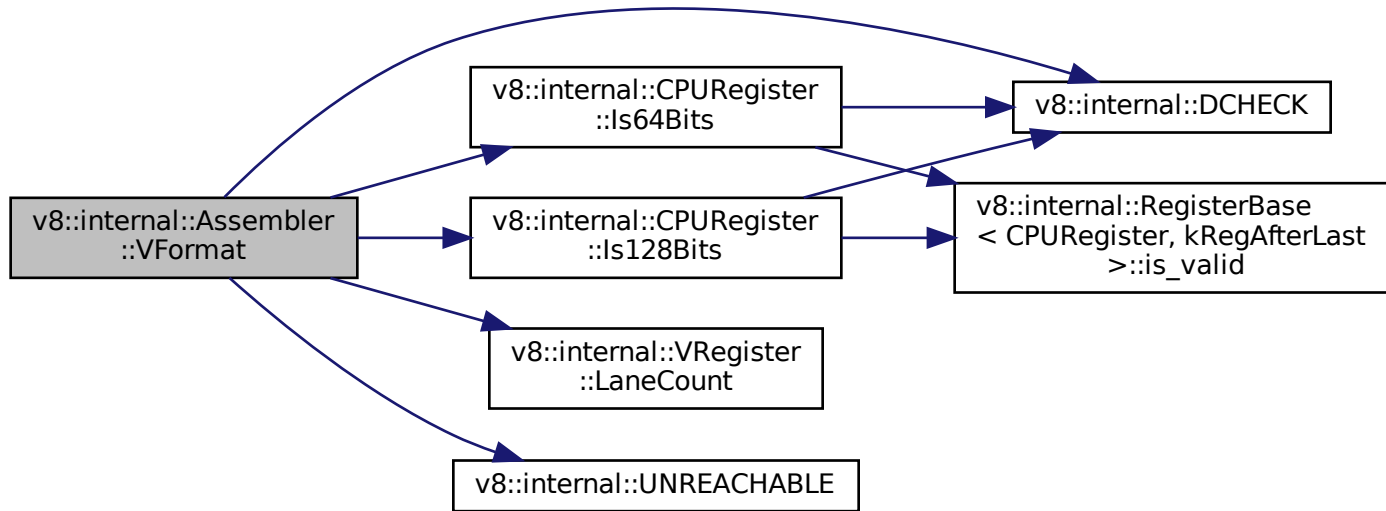 v8::internal::Assembler
::VFormat
v8::internal::CPURegister
::Is64Bits
v8::internal::CPURegister
::Is128Bits
v8::internal::VRegister
::LaneCount
v8::internal::UNREACHABLE
v8::internal::DCHECK
v8::internal::RegisterBase
< CPURegister, kRegAfterLast
>::is_valid